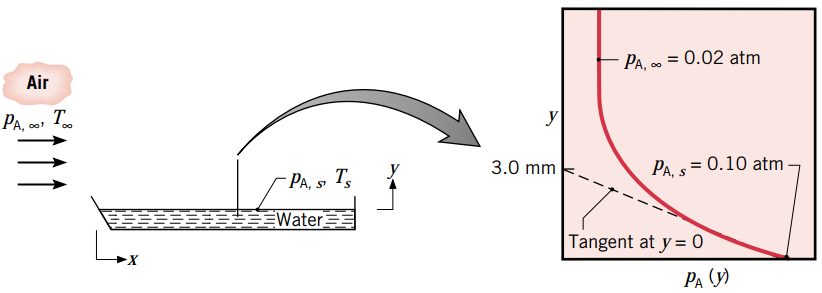 Air
pA, ∞, T∞
pA, s, Ts
y
Water
x
pA, ∞ = 0.02 atm
y
3.0 mm
pA, s = 0.10 atm
Tangent at y = 0
pA (y)